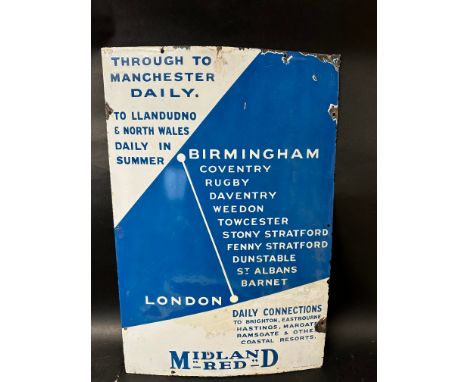 THROUGH TO
MANCHESTER
DAILY.
TO LLANDUDNO
& NORTH WALES
DAILY IN
SUMMER
BIRMINGHAM
COVENTRY
RUGBY
DAVENTRY
WEEDON
TOWCESTER
STONY STRATFORD
FENNY STRATFORD
DUNSTABLE
ST ALBANS
BARNET
LONDON
DAILY CONNECTIONS
TO BRIGHTON, EASTBOURNE
HASTINGS, MARGATE
RAMSGATE & OTHER
COASTAL RESORTS.
MIDLAND
"RED"